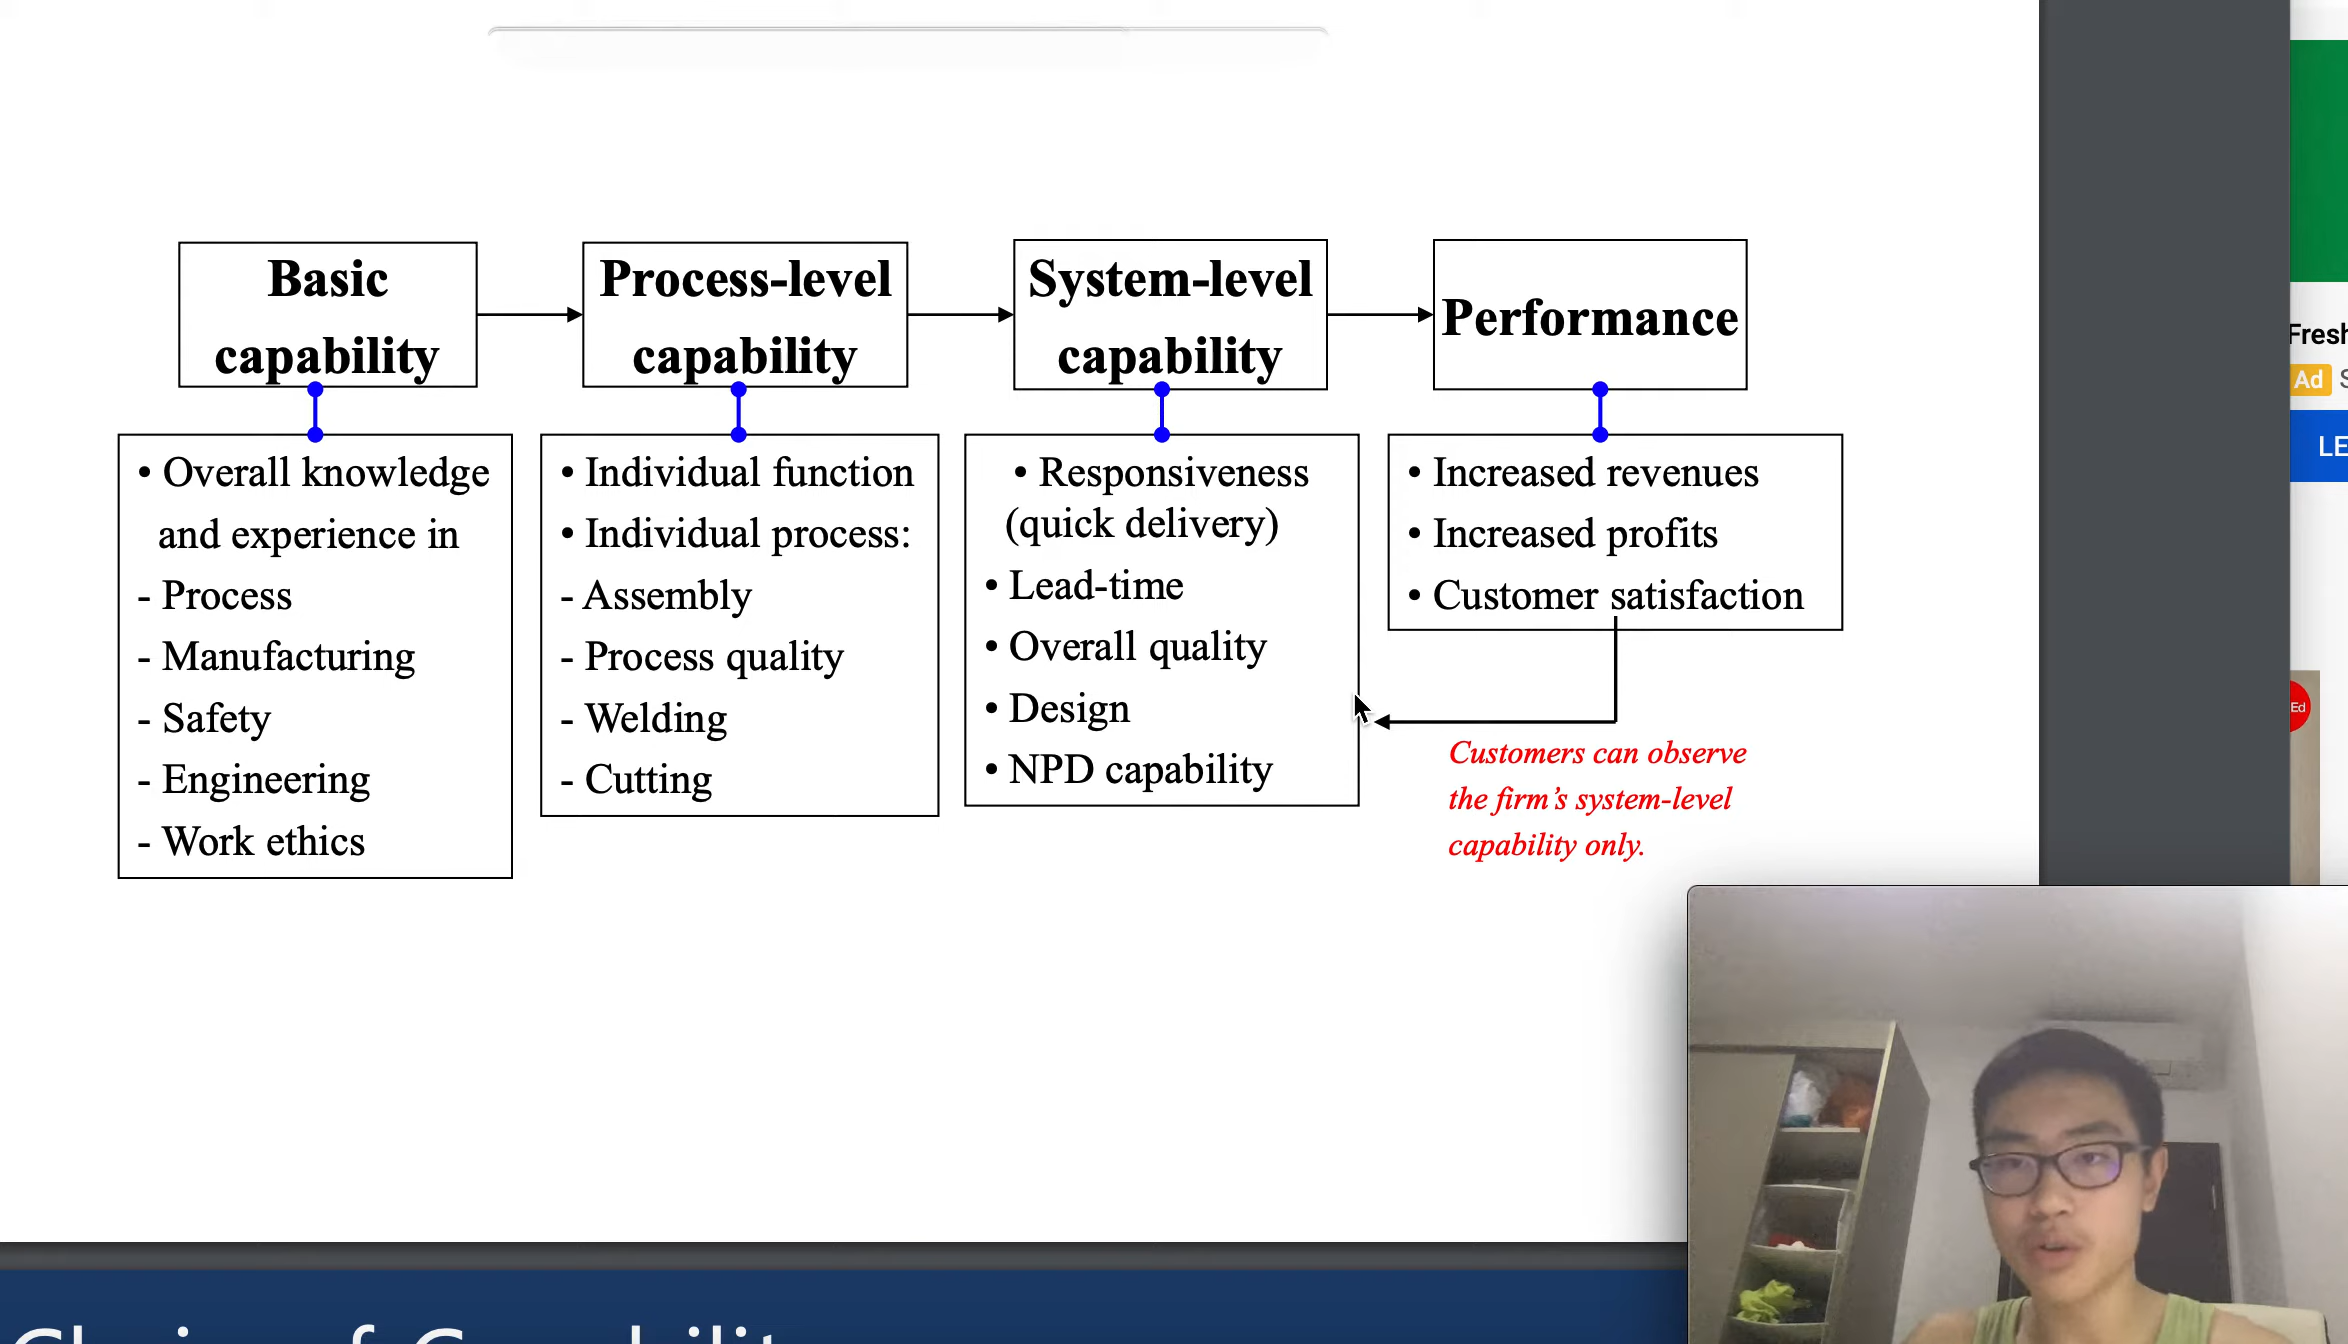 Basic
capability
Process-level
capability
System-level
capability
Performance
• Overall knowledge
and experience in
- Process
- Manufacturing
- Safety
- Engineering
- Work ethics
• Individual function
• Individual process:
- Assembly
- Process quality
- Welding
- Cutting
• Responsiveness
(quick delivery)
• Lead-time
• Overall quality
• Design
• NPD capability
• Increased revenues
• Increased profits
• Customer satisfaction
Customers can observe
the firm's system-level
capability only.
Fresh
Ad
LE
Ed